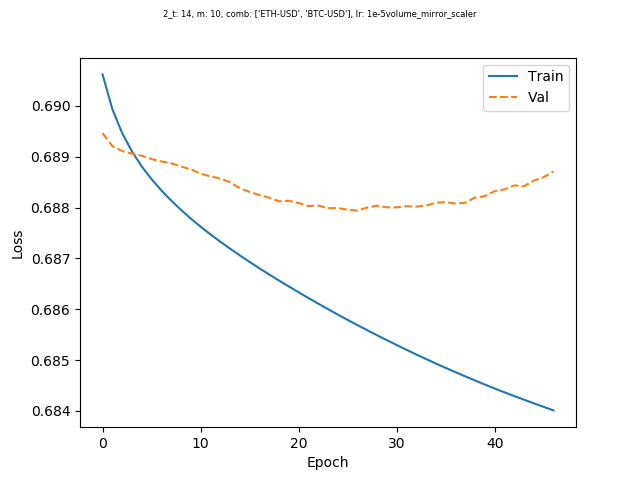 2_t: 14, m: 10, comb: ['ETH-USD', 'BTC-USD'], lr: 1e-5volume_mirror_scaler
Train
Val
0.690
0.689
0.688
0.687
0.686
0.685
0.684
Loss
0 10 20 30 40
Epoch